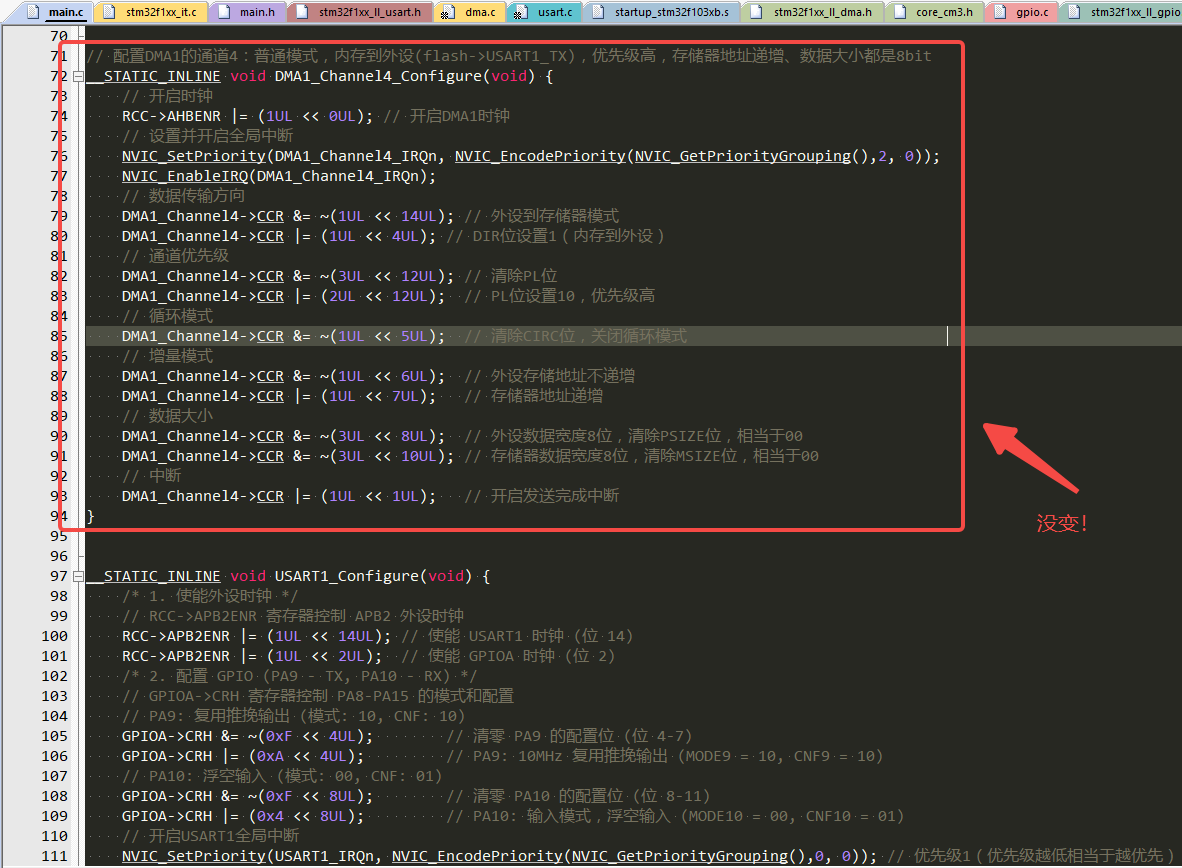 main.c stm32f1xx_it.c main.h stm32f1xx_ll_usart.h dma.c usart.c startup_stm32f103xb.s stm32f1xx_ll_dma.h core_cm3.h gpio.c stm32f1xx_ll_gpio
70
71 // 配置DMA1的通道4：普通模式，内存到外设(flash->USART1_TX)，优先级高，存储器地址递增、数据大小都是8bit
72 __STATIC_INLINE void DMA1_Channel4_Configure(void) {
73 // 开启时钟
74 RCC->AHBENR |= (1UL << 0UL); // 开启DMA1时钟
75 // 设置并开启全局中断
76 NVIC_SetPriority(DMA1_Channel4_IRQn, NVIC_EncodePriority(NVIC_GetPriorityGrouping(),2, 0));
77 NVIC_EnableIRQ(DMA1_Channel4_IRQn);
78 // 数据传输方向
79 DMA1_Channel4->CCR &= ~(1UL << 14UL); // 外设到存储器模式
80 DMA1_Channel4->CCR |= (1UL << 4UL); // DIR位设置1（内存到外设）
81 // 通道优先级
82 DMA1_Channel4->CCR &= ~(3UL << 12UL); // 清除PL位
83 DMA1_Channel4->CCR |= (2UL << 12UL); // PL位设置10，优先级高
84 // 循环模式
85 DMA1_Channel4->CCR &= ~(1UL << 5UL); // 清除CIRC位，关闭循环模式
86 // 增量模式
87 DMA1_Channel4->CCR &= ~(1UL << 6UL); // 外设存储地址不递增
88 DMA1_Channel4->CCR |= (1UL << 7UL); // 存储器地址递增
89 // 数据大小
90 DMA1_Channel4->CCR &= ~(3UL << 8UL); // 外设数据宽度8位，清除PSIZE位，相当于00
91 DMA1_Channel4->CCR &= ~(3UL << 10UL); // 存储器数据宽度8位，清除MSIZE位，相当于00
92 // 中断
93 DMA1_Channel4->CCR |= (1UL << 1UL); // 开启发送完成中断
94 }
没变！
95
96
97 __STATIC_INLINE void USART1_Configure(void) {
98 /* 1. 使能外设时钟 */
99 // RCC->APB2ENR 寄存器控制 APB2 外设时钟
100 RCC->APB2ENR |= (1UL << 14UL); // 使能 USART1 时钟 (位 14)
101 RCC->APB2ENR |= (1UL << 2UL); // 使能 GPIOA 时钟 (位 2)
102 /* 2. 配置 GPIO (PA9 - TX, PA10 - RX) */
103 // GPIOA->CRH 寄存器控制 PA8-PA15 的模式和配置
104 // PA9: 复用推挽输出 (模式: 10, CNF: 10)
105 GPIOA->CRH &= ~(0xF << 4UL); // 清零 PA9 的配置位 (位 4-7)
106 GPIOA->CRH |= (0xA << 4UL); // PA9: 10MHz 复用推挽输出 (MODE9 = 10, CNF9 = 10)
107 // PA10: 浮空输入 (模式: 00, CNF: 01)
108 GPIOA->CRH &= ~(0xF << 8UL); // 清零 PA10 的配置位 (位 8-11)
109 GPIOA->CRH |= (0x4 << 8UL); // PA10: 输入模式，浮空输入 (MODE10 = 00, CNF10 = 01)
110 // 开启USART1全局中断
111 NVIC_SetPriority(USART1_IRQn, NVIC_EncodePriority(NVIC_GetPriorityGrouping(),0, 0)); // 优先级1（优先级越低相当于越优先）